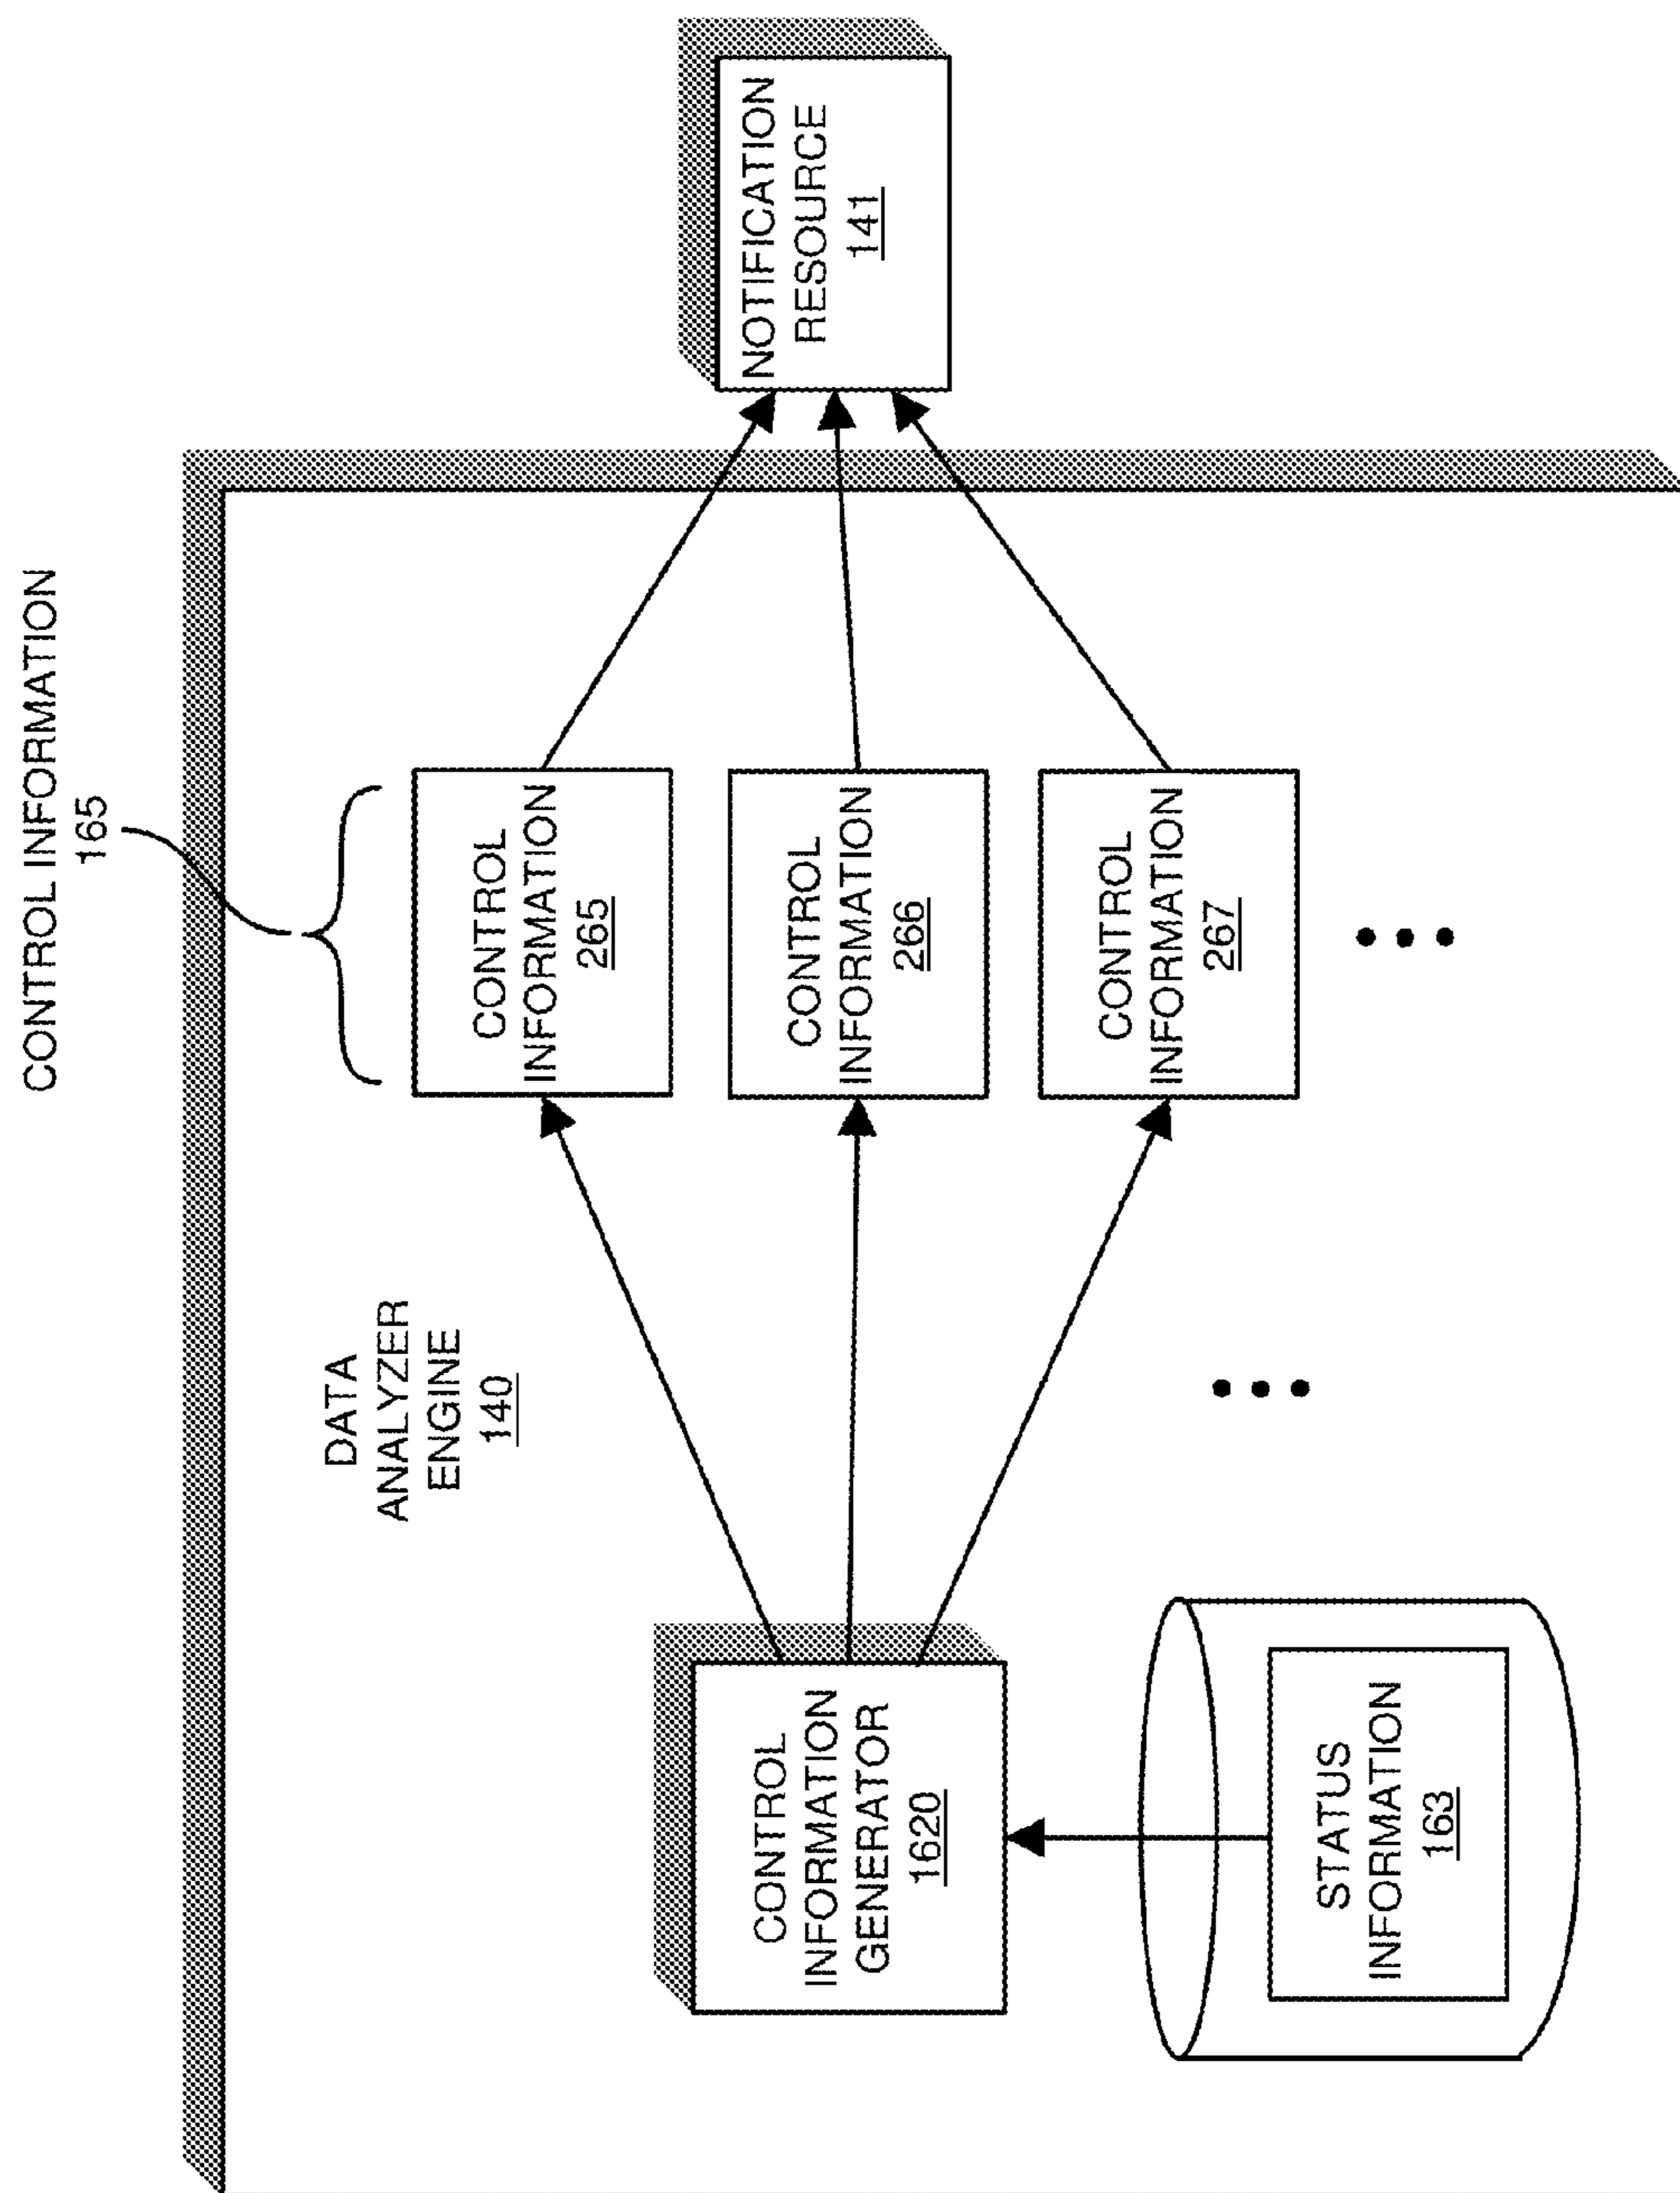 CONTROL INFORMATION
165
DATA
ANALYZER
ENGINE
140
CONTROL
INFORMATION
GENERATOR
1620
STATUS
INFORMATION
163
CONTROL
INFORMATION
265
CONTROL
INFORMATION
266
CONTROL
INFORMATION
267
NOTIFICATION
RESOURCE
141